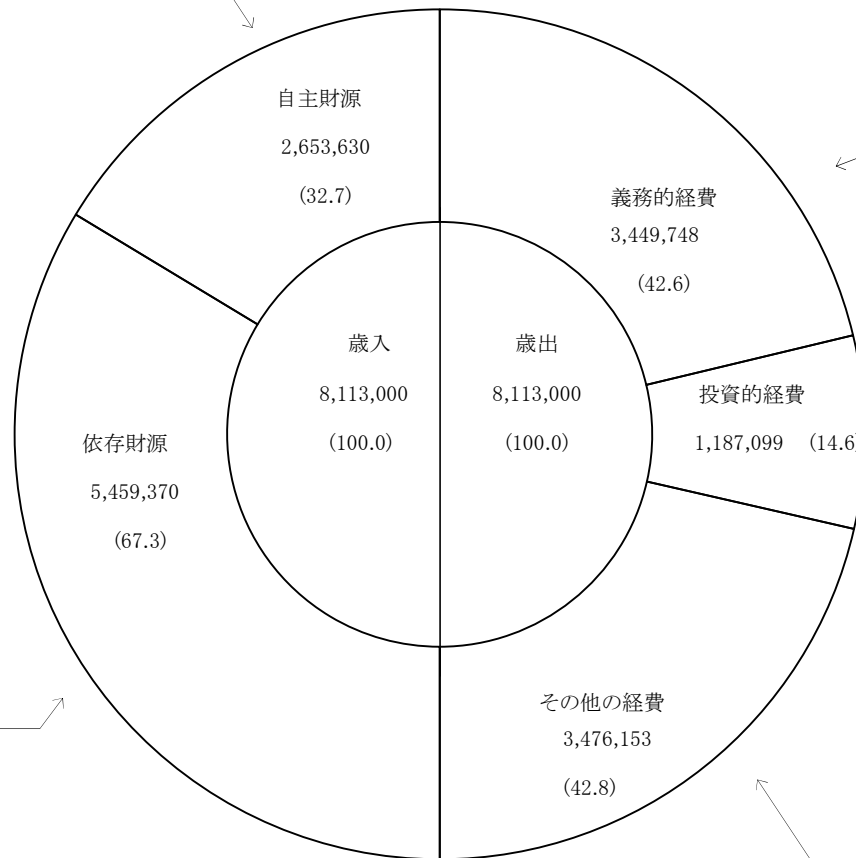 自主財源
2,653,630
(32.7)
義務的経費
3,449,748
(42.6)
歳入
8,113,000
(100.0)
歳出
8,113,000
(100.0)
投資的経費
1,187,099 (14.6)
依存財源
5,459,370
(67.3)
その他の経費
3,476,153
(42.8)